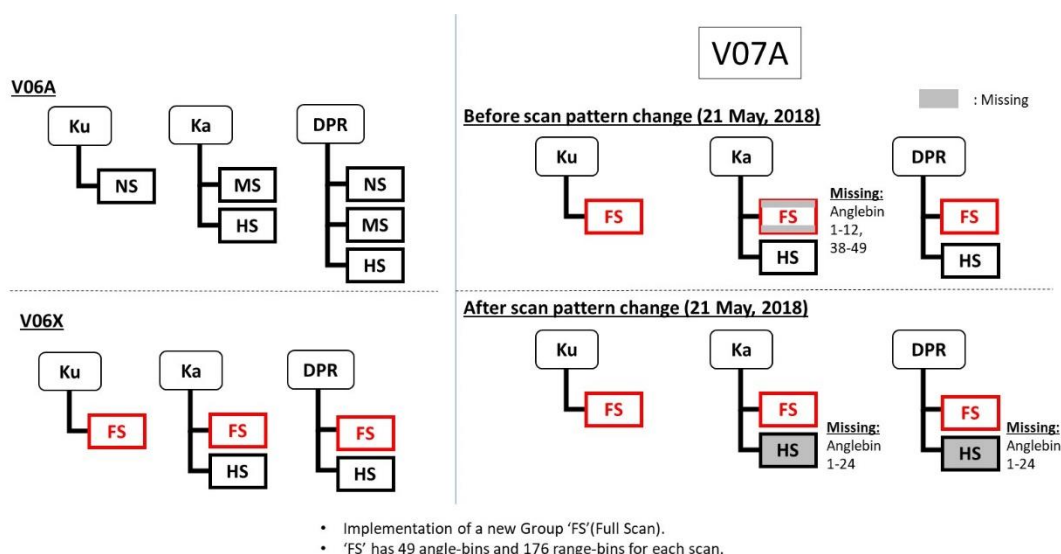 V06A
Ku
Ka
DPR
NS
MS
HS
NS
MS
HS
V06X
Ku
Ka
DPR
FS
FS
HS
FS
HS
V07A
: Missing
Before scan pattern change (21 May, 2018)
Ku
Ka
DPR
FS
FS
HS
Missing:
Anglebin
1-12,
38-49
FS
HS
After scan pattern change (21 May, 2018)
Ku
Ka
DPR
FS
FS
HS
Missing:
Anglebin
1-24
FS
HS
Missing:
Anglebin
1-24
• Implementation of a new Group 'FS'(Full Scan).
• 'FS' has 49 angle-bins and 176 range-bins for each scan.